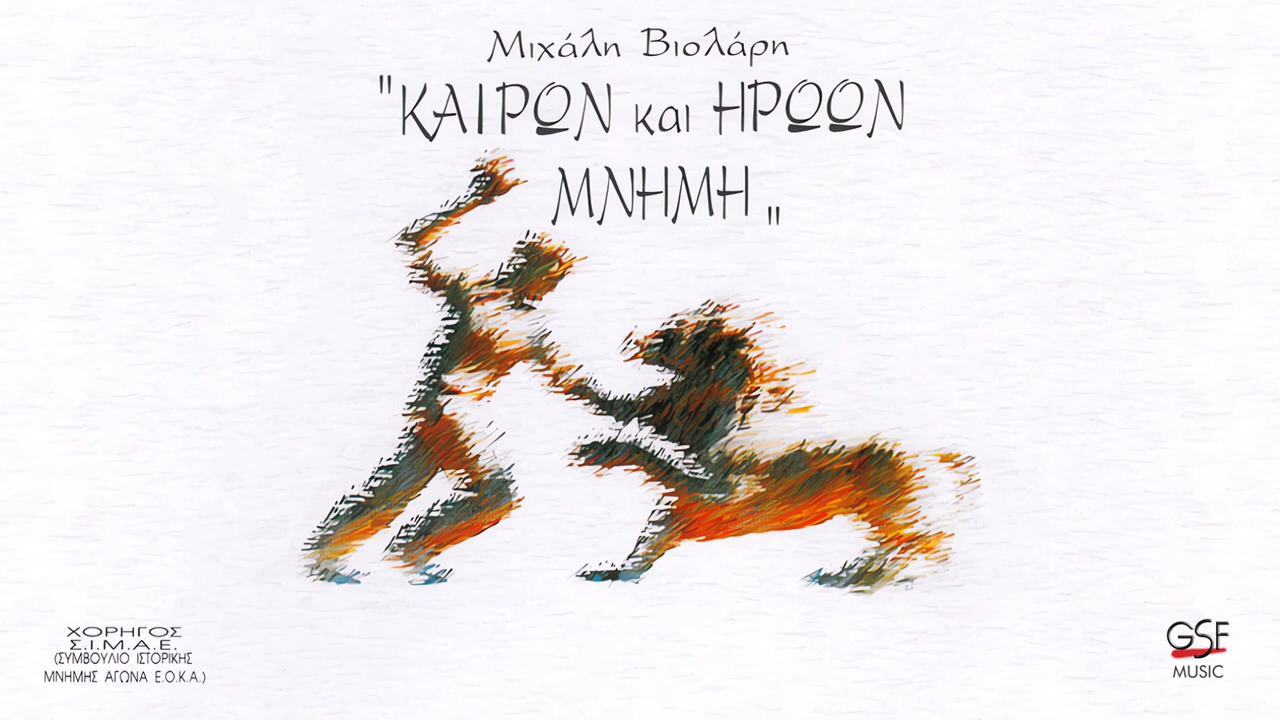 Μιχάλη Βιολάρη
"ΚΑΙΡΩΝ και ΗΡΩΩΝ
ΜΝΗΜΗ"
ΧΟΡΗΓΟΣ
Σ.Ι.Μ.Α.Ε.
(ΣΥΜΒΟΥΛΙΟ ΙΣΤΟΡΙΚΗΣ
ΜΝΗΜΗΣ ΑΓΩΝΑ Ε.Ο.Κ.Α.)
GSF
MUSIC